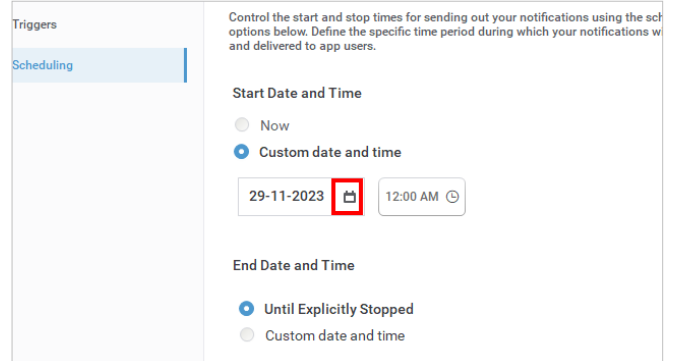 Triggers
Scheduling
Control the start and stop times for sending out your notifications using the
options below. Define the specific time period during which your notifications
and delivered to app users.
Start Date and Time
Now
Custom date and time
29-11-2023
12:00 AM
End Date and Time
Until Explicitly Stopped
Custom date and time